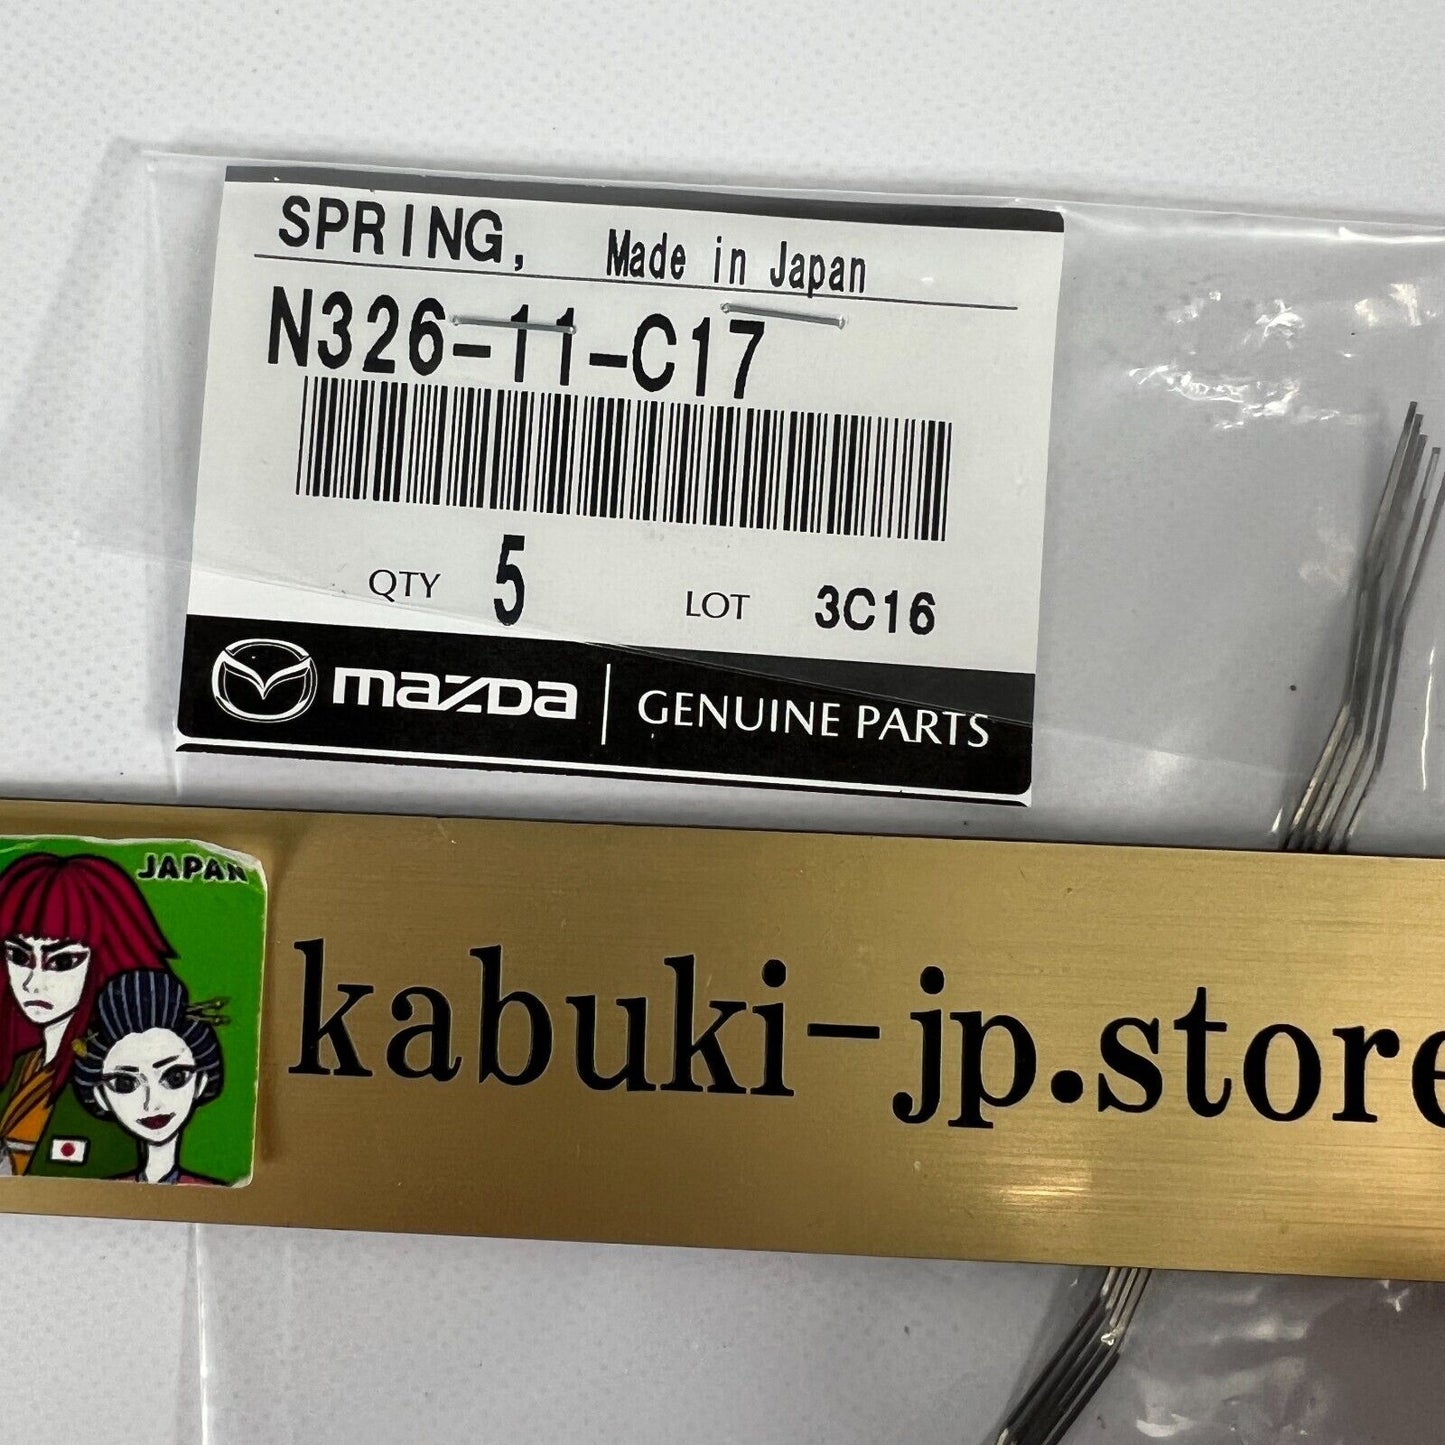 SPRING, Made in Japan
N326-11-C17
QTY 5 LOT 3C16
mazda GENUINE PARTS
JAPAN
kabuki-jp.store